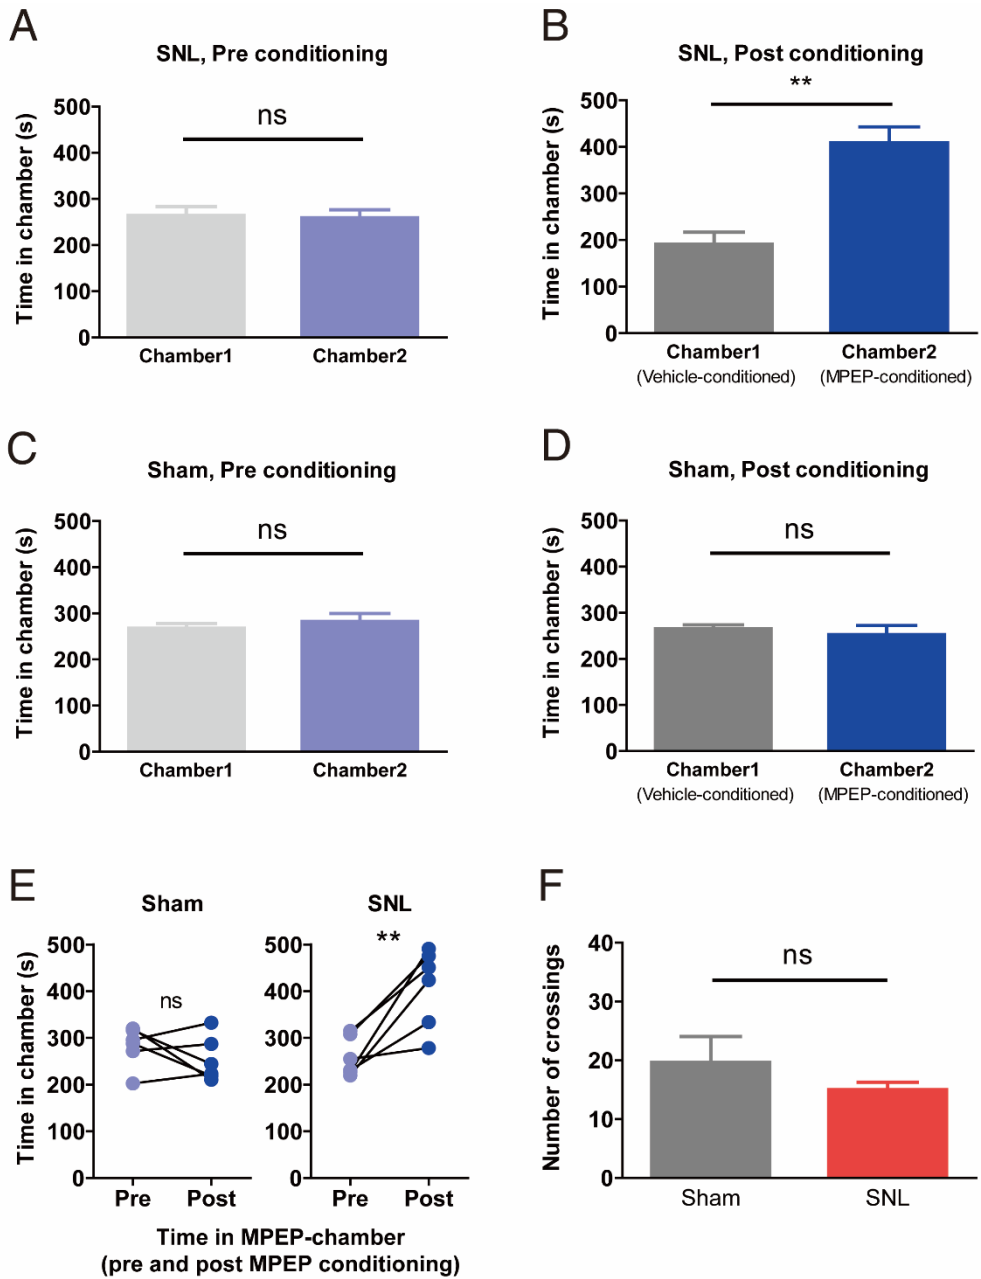 A
SNL, Pre conditioning
ns
Time in chamber (s)
500
400
300
200
100
0
Chamber1
Chamber2
B
SNL, Post conditioning
**
Time in chamber (s)
500
400
300
200
100
0
Chamber1
Chamber2
(Vehicle-conditioned)
(MPEP-conditioned)
C
Sham, Pre conditioning
ns
Time in chamber (s)
500
400
300
200
100
0
Chamber1
Chamber2
D
Sham, Post conditioning
ns
Time in chamber (s)
500
400
300
200
100
0
Chamber1
Chamber2
(Vehicle-conditioned)
(MPEP-conditioned)
E
Sham
ns
Time in chamber (s)
500
400
300
200
100
0
Pre
Post
SNL
**
500
400
300
200
100
0
Pre
Post
Time in MPEP-chamber
(pre and post MPEP conditioning)
F
ns
Number of crossings
40
30
20
10
0
Sham
SNL